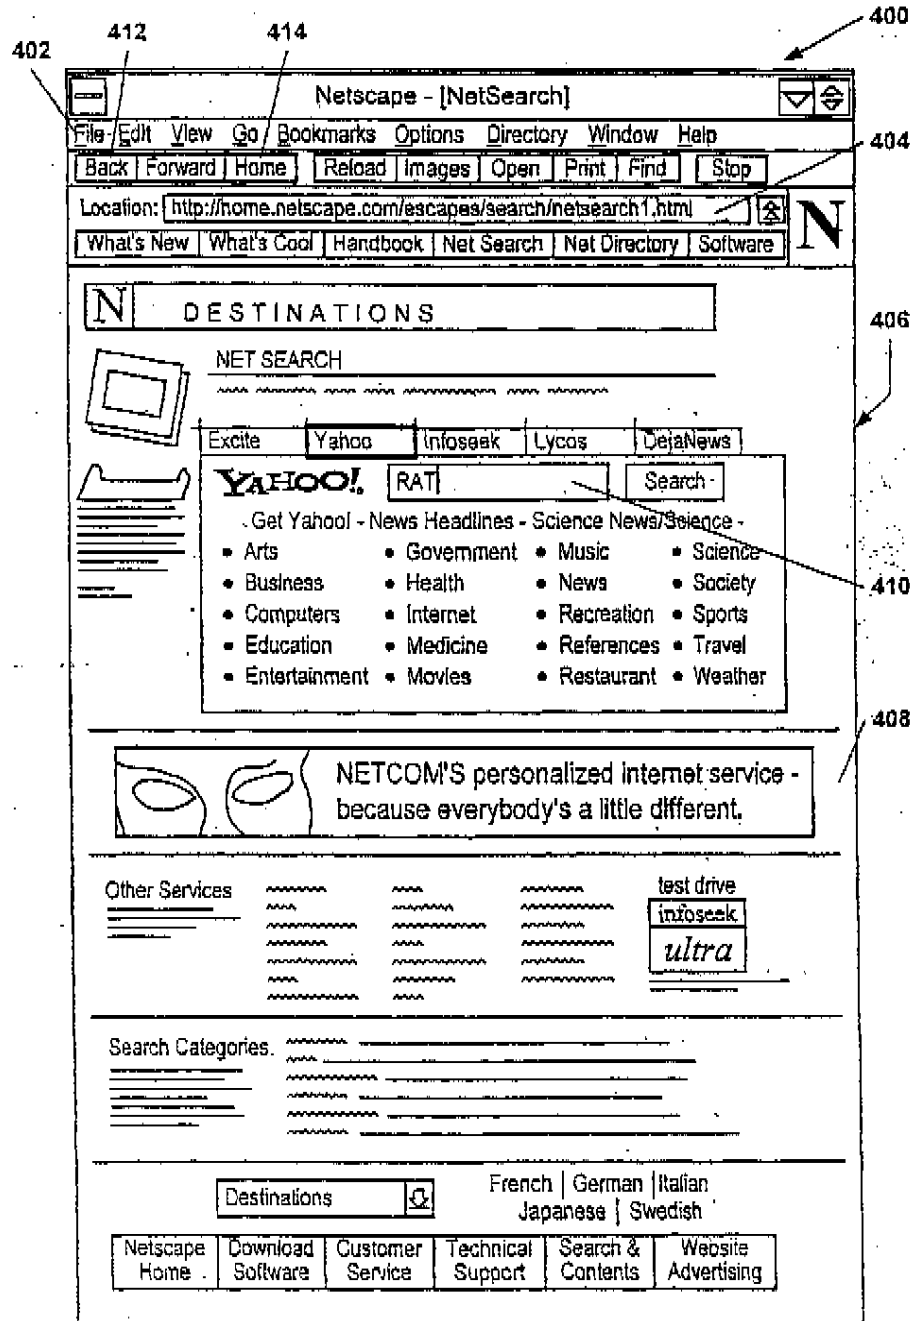 400
412
414
402
Netscape - [NetSearch]
File Edit View Go Bookmarks Options Directory Window Help
404
Back Forward Home Reload Images Open Print Find Stop
Location: http://home.netscape.com/escapes/search/netsearch1.html
N
What's New What's Cool Handbook Net Search Net Directory Software
N DESTINATIONS
406
NET SEARCH
Excite Yahoo Infoseek Lycos DejaNews
YAHOO! RAT Search
Get Yahoo! - News Headlines - Science News/Science -
• Arts • Government • Music • Science
• Business • Health • News • Society
410
• Computers • Internet • Recreation • Sports
• Education • Medicine • References • Travel
• Entertainment • Movies • Restaurant • Weather
408
NETCOM'S personalized internet service -
because everybody's a little different.
Other Services
test drive
infoseek
ultra
Search Categories.
Destinations
French | German | Italian
Japanese | Swedish
Netscape Home
Download Software
Customer Service
Technical Support
Search & Contents
Website Advertising